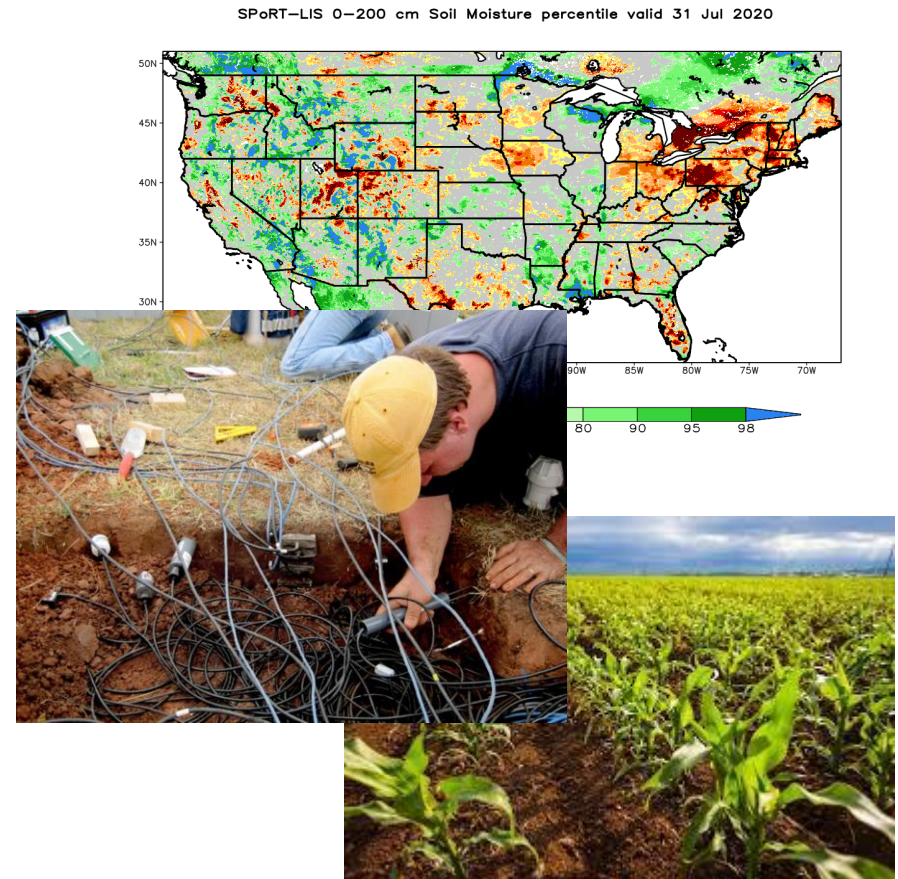 SPoRT-LIS 0-200 cm Soil Moisture percentile valid 31 Jul 2020
50N
45N
40N
35N
30N
90W 85W 80W 75W 70W
80 90 95 98